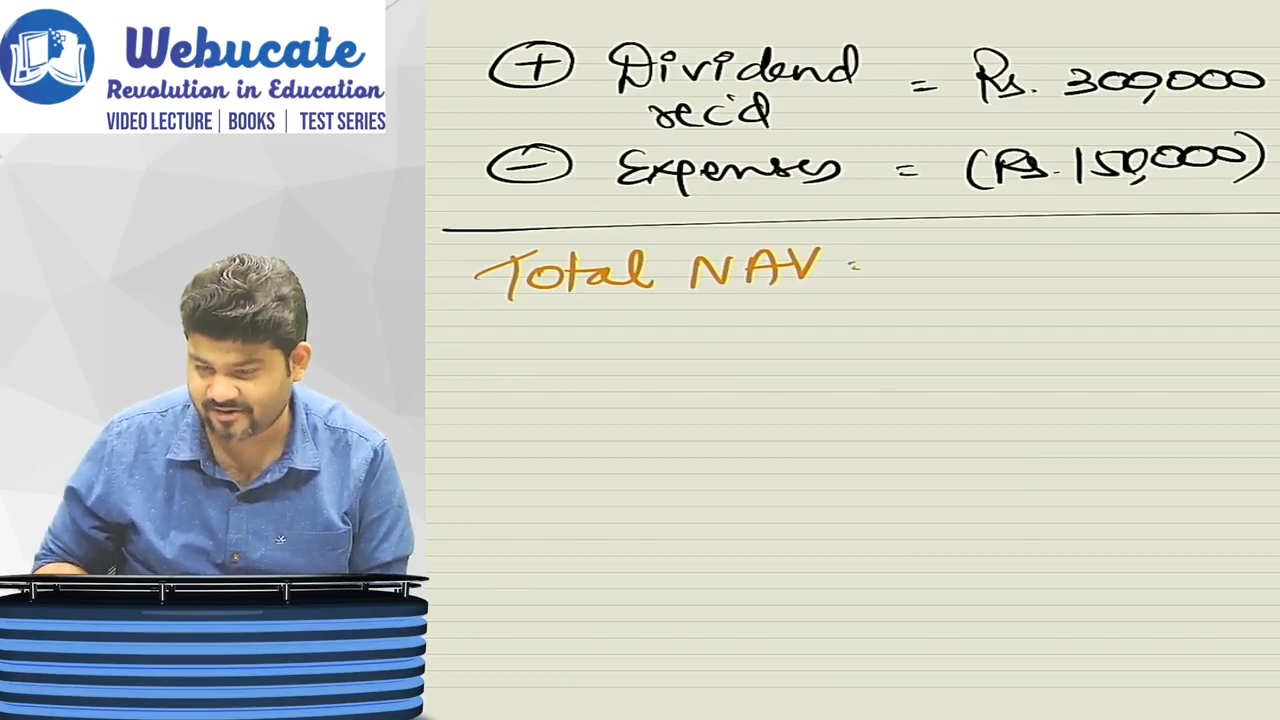 Webucate
Revolution in Education
VIDEO LECTURE | BOOKS | TEST SERIES
(+) Dividend = Rs. 300,000
rec'd
(-) Expenses = (Rs. 150,000)
Total NAV =